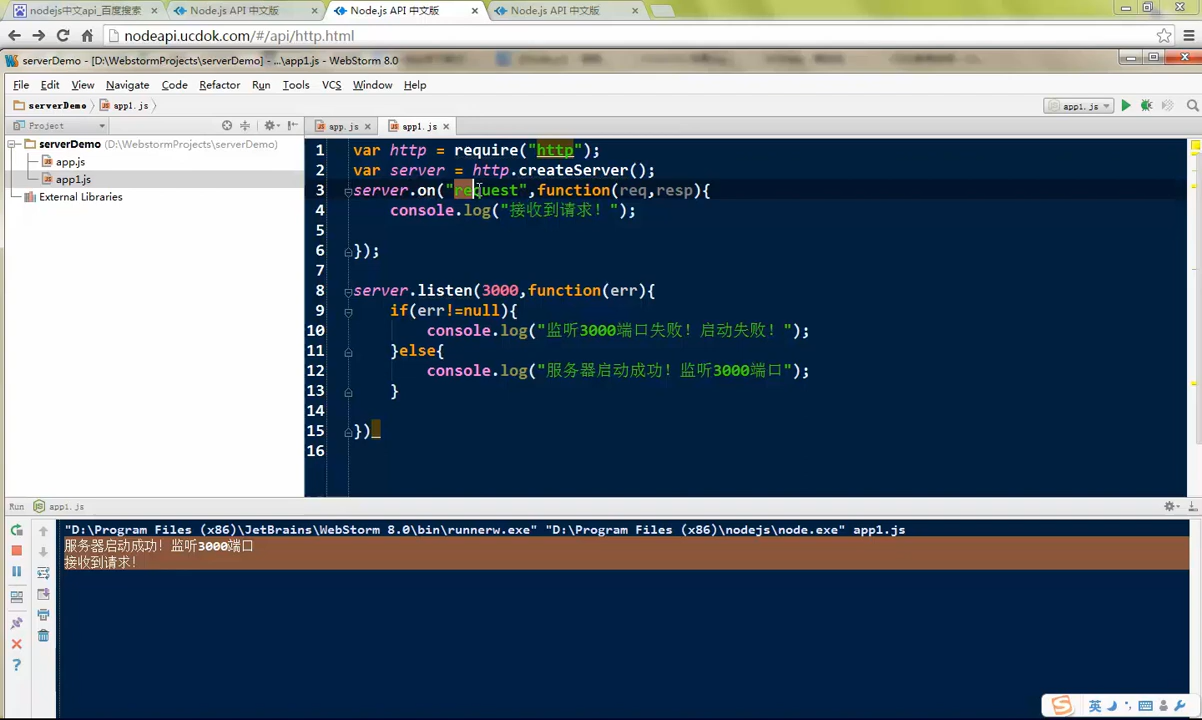 nodejs中文api_百度搜索 × Node.js API 中文版 × Node.js API 中文版 × Node.js API 中文版 ×
nodeapi.ucdok.com/#/api/http.html
serverDemo - [D:\WebstormProjects\serverDemo] - ...\app1.js - WebStorm 8.0
File Edit View Navigate Code Refactor Run Tools VCS Window Help
serverDemo app1.js app1.js
Project app.js × app1.js ×
serverDemo (D:\WebstormProjects\serverDemo)
app.js
app1.js
External Libraries
1 var http = require("http");
2 var server = http.createServer();
3 server.on("request",function(req,resp){
4 console.log("接收到请求！");
5
6 });
7
8 server.listen(3000,function(err){
9 if(err!=null){
10 console.log("监听3000端口失败！启动失败！");
11 }else{
12 console.log("服务器启动成功！监听3000端口");
13 }
14
15 })
16
Run app1.js
"D:\Program Files (x86)\JetBrains\WebStorm 8.0\bin\runnerw.exe" "D:\Program Files (x86)\nodejs\node.exe" app1.js
服务器启动成功！监听3000端口
接收到请求！
英